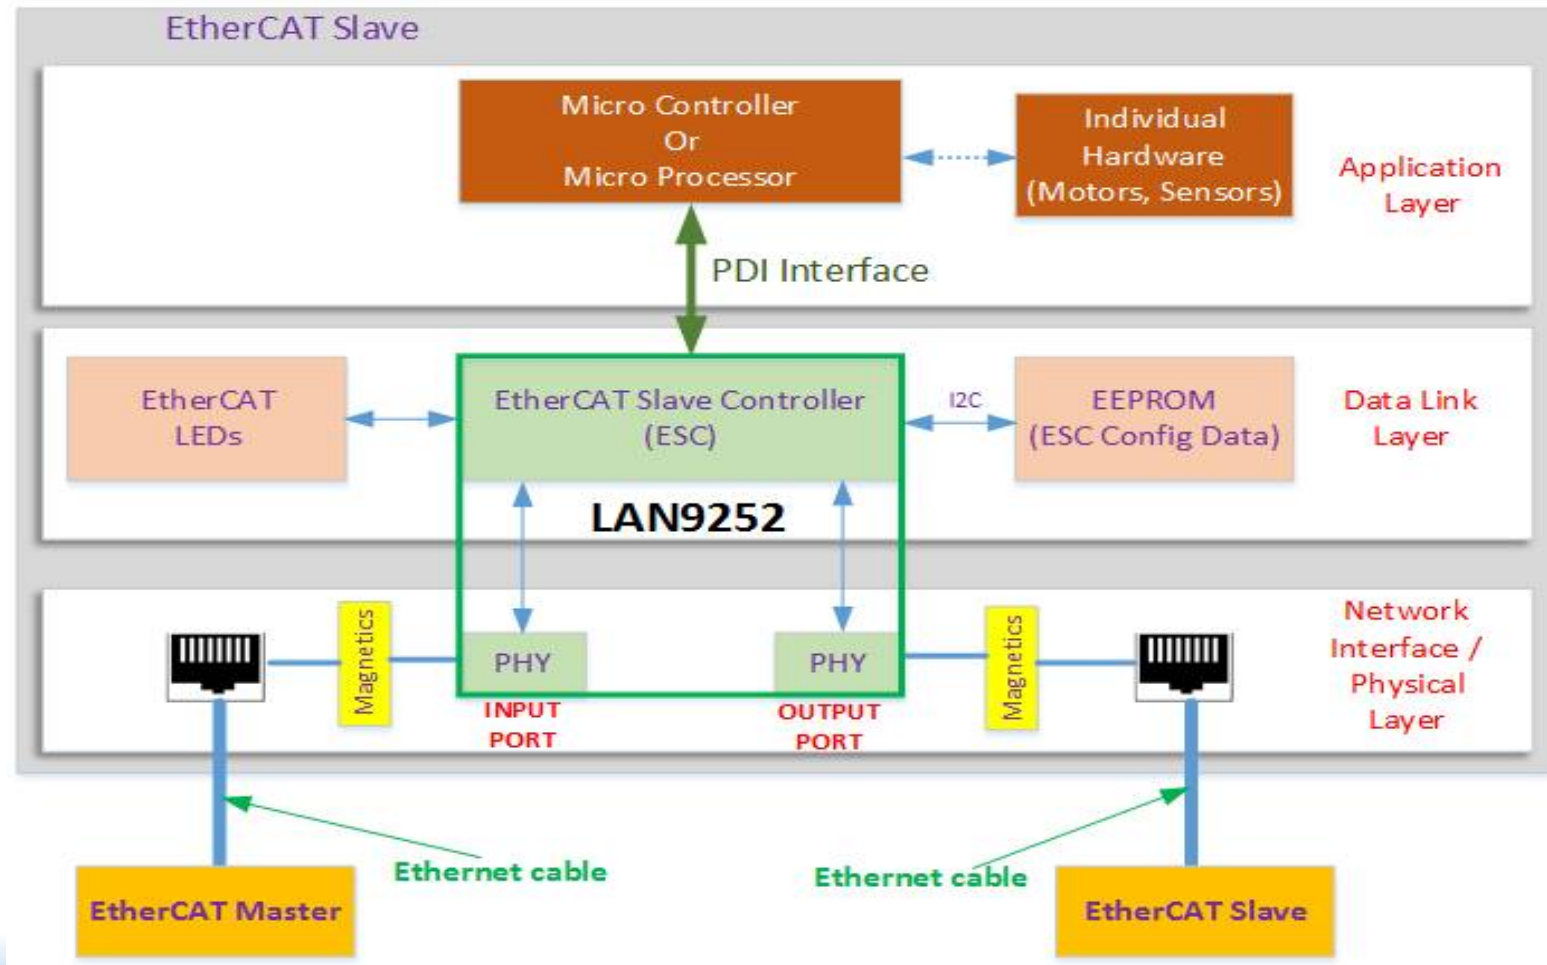 EtherCAT Slave
Micro Controller
Or
Micro Processor
Individual
Hardware
(Motors, Sensors)
Application
Layer
PDI Interface
EtherCAT
LEDs
EtherCAT Slave Controller
(ESC)
I2C
EEPROM
(ESC Config Data)
Data Link
Layer
LAN9252
Magnetics
PHY
PHY
Magnetics
Network
Interface /
Physical
Layer
INPUT
PORT
OUTPUT
PORT
Ethernet cable
Ethernet cable
EtherCAT Master
EtherCAT Slave